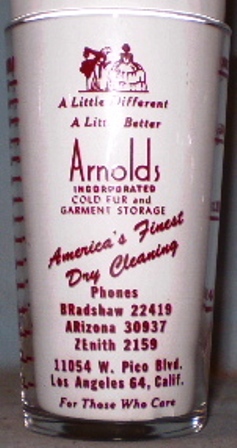 A Little Different
A Little Better
Arnolds
INCORPORATED
COLD FUR and
GARMENT STORAGE
America's Finest
Dry Cleaning
Phones
BRadshaw 22419
ARizona 30937
ZEnith 2159
11054 W. Pico Blvd.
Los Angeles 64, Calif.
For Those Who Care